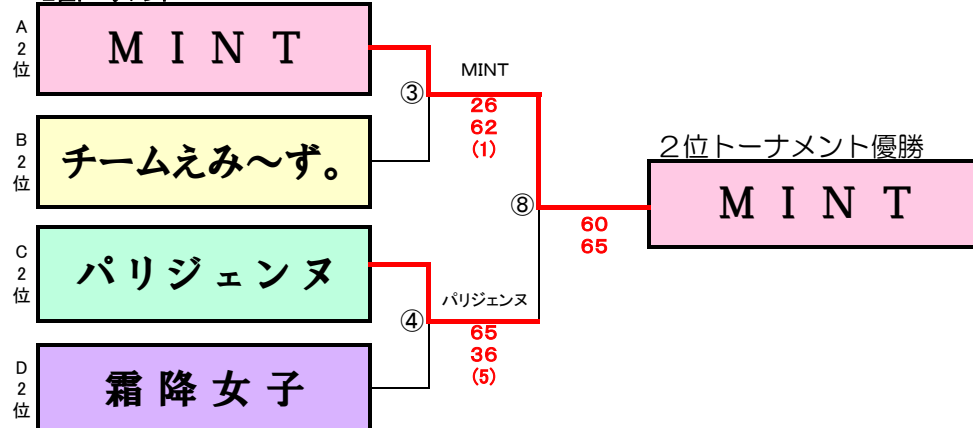 A
2
位
ＭＩＮＴ
MINT
③
26
62
(1)
B
2
位
チームえみ～ず。
２位トーナメント優勝
ＭＩＮＴ
⑧
60
65
C
2
位
パリジェンヌ
パリジェンヌ
④
65
36
(5)
D
2
位
霜降女子